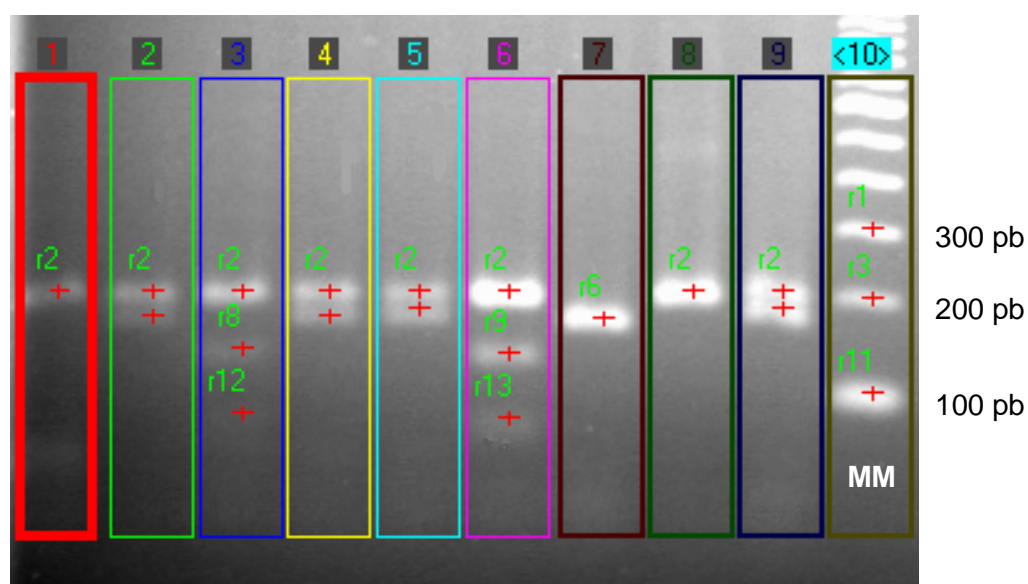 1 2 3 4 5 6 7 8 9 <10>
r1
300 pb
r2 r2 r2 r2 r2 r2 r2 r2 r3
r6
200 pb
r8 r9
r11
r12 r13
100 pb
MM